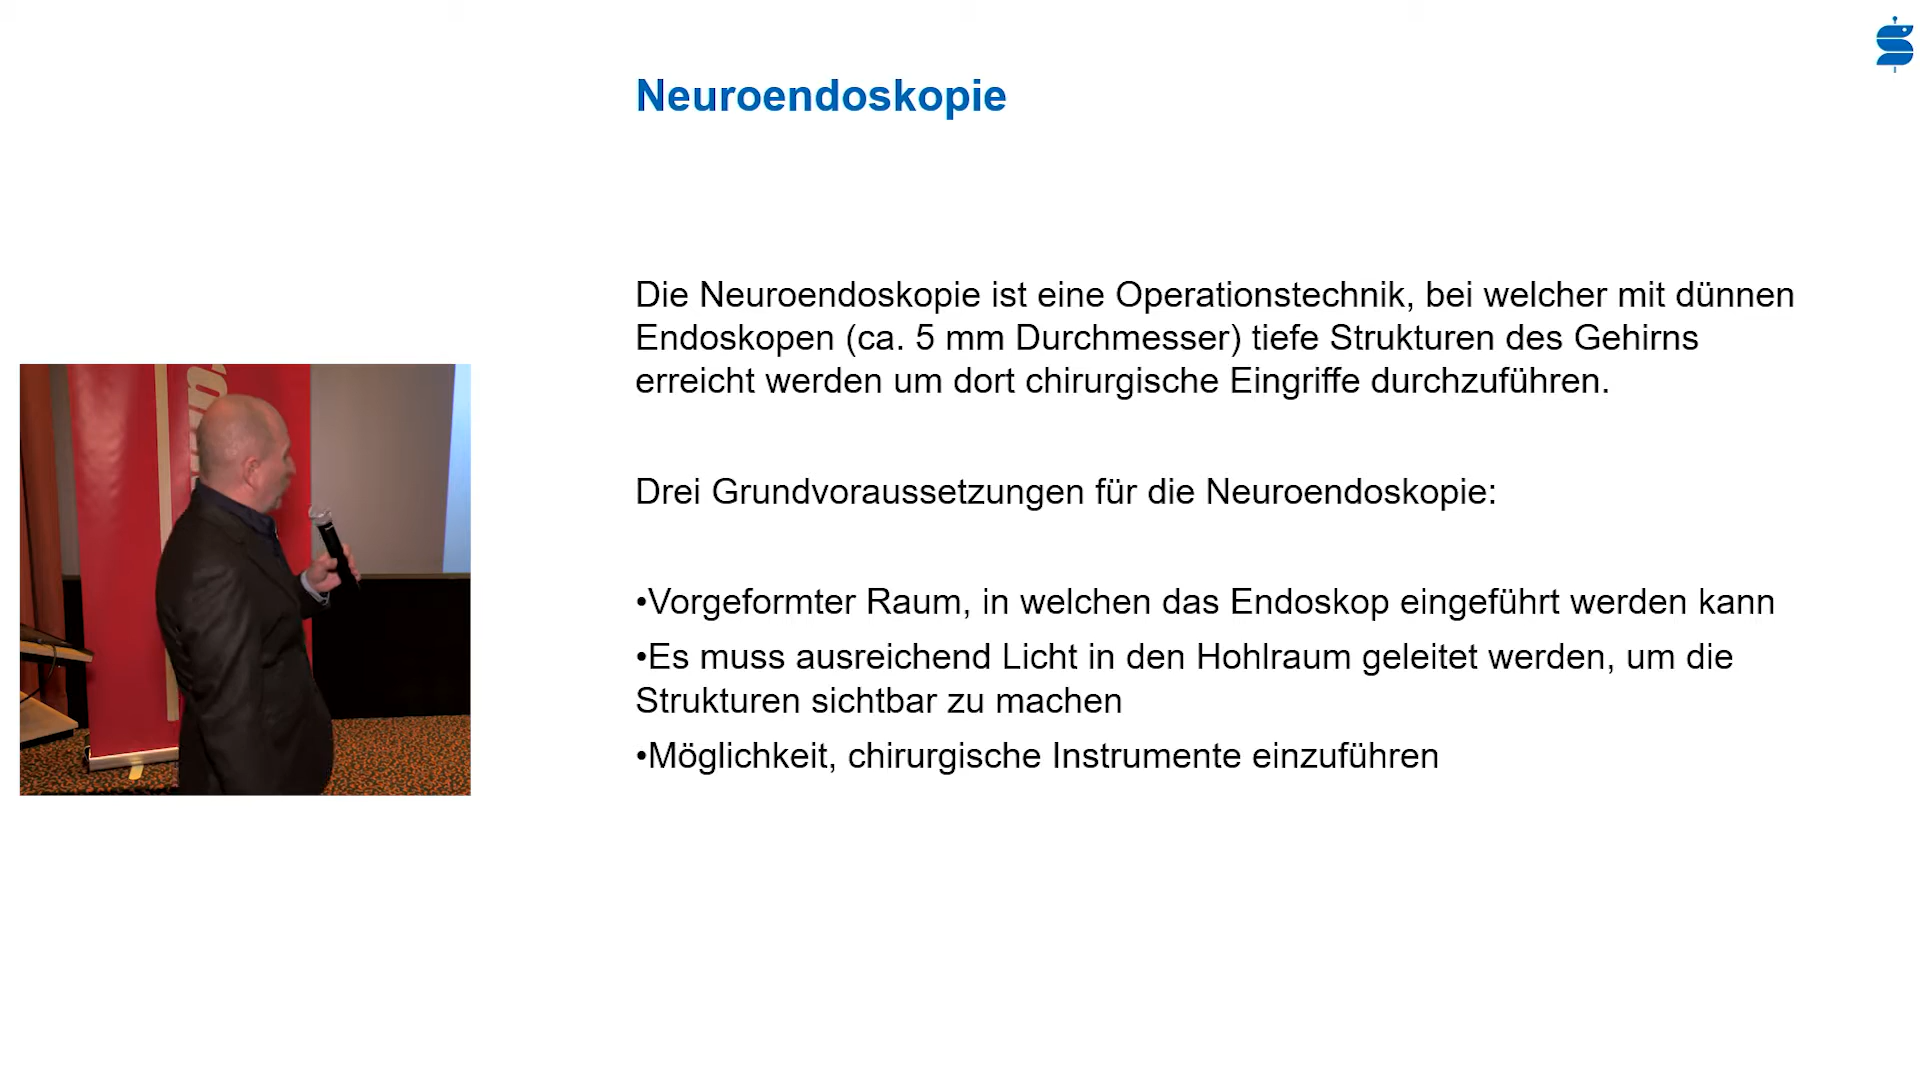 Neuroendoskopie
Die Neuroendoskopie ist eine Operationstechnik, bei welcher mit dünnen
Endoskopen (ca. 5 mm Durchmesser) tiefe Strukturen des Gehirns
erreicht werden um dort chirurgische Eingriffe durchzuführen.
Drei Grundvoraussetzungen für die Neuroendoskopie:
•Vorgeformter Raum, in welchen das Endoskop eingeführt werden kann
•Es muss ausreichend Licht in den Hohlraum geleitet werden, um die
Strukturen sichtbar zu machen
•Möglichkeit, chirurgische Instrumente einzuführen